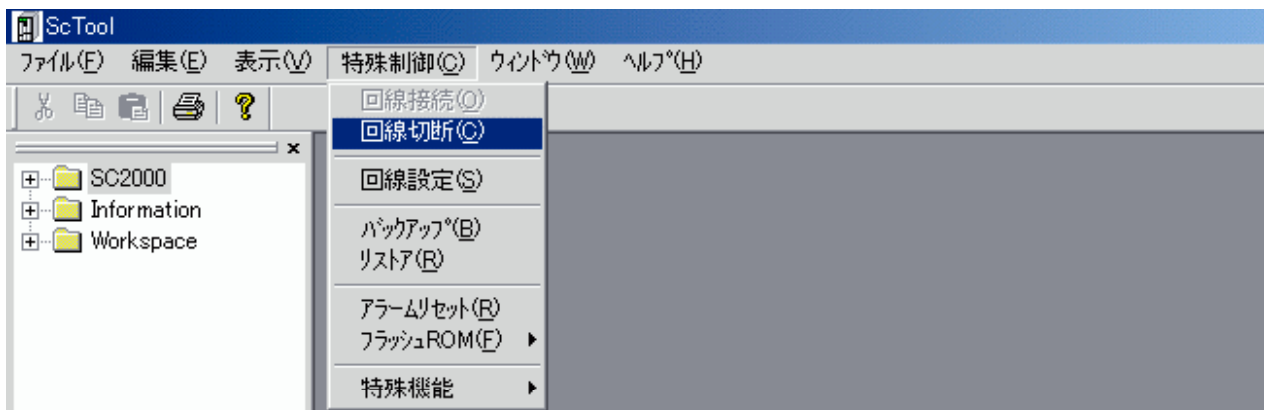 ScTool
ファイル(F) 編集(E) 表示(V) 特殊制御(C) ウィンドウ(W) ヘルプ(H)
回線接続(O)
回線切断(C)
SC2000
回線設定(S)
Information
バックアップ(B)
Workspace
リストア(R)
アラームリセット(R)
フラッシュROM(F)
特殊機能